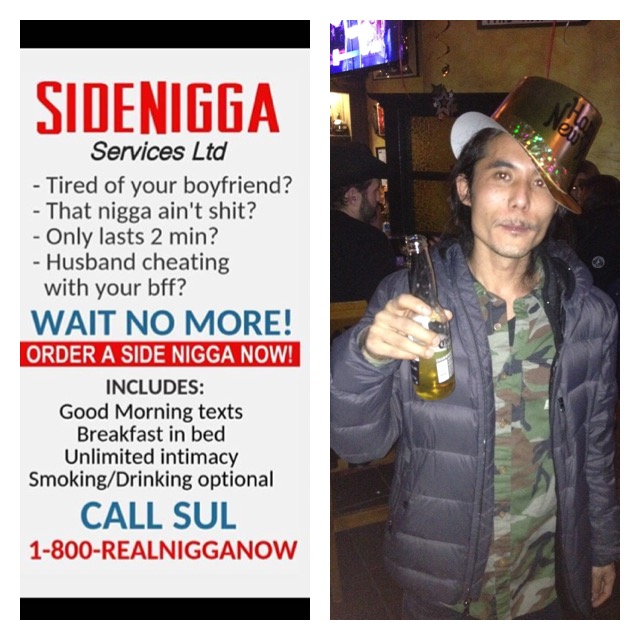 SIDENIGGA
Services Ltd
- Tired of your boyfriend?
- That nigga ain't shit?
- Only lasts 2 min?
- Husband cheating
with your bff?
WAIT NO MORE!
ORDER A SIDE NIGGA NOW!
INCLUDES:
Good Morning texts
Breakfast in bed
Unlimited intimacy
Smoking/Drinking optional
CALL SUL
1-800-REALNIGGANOW
New